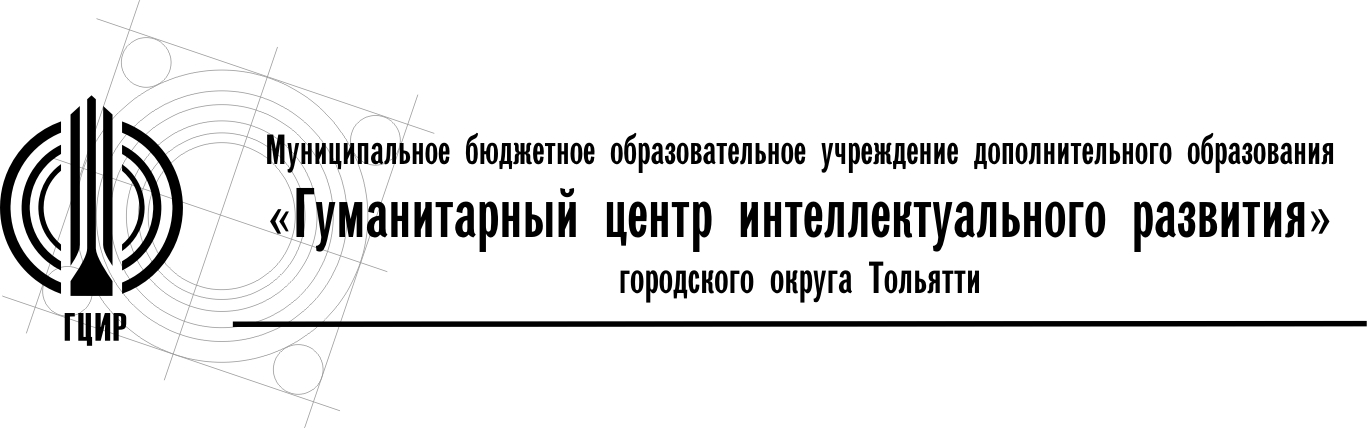 Муниципальное бюджетное образовательное учреждение дополнительного образования
«Гуманитарный центр интеллектуального развития»
городского округа Тольятти
ГЦИР